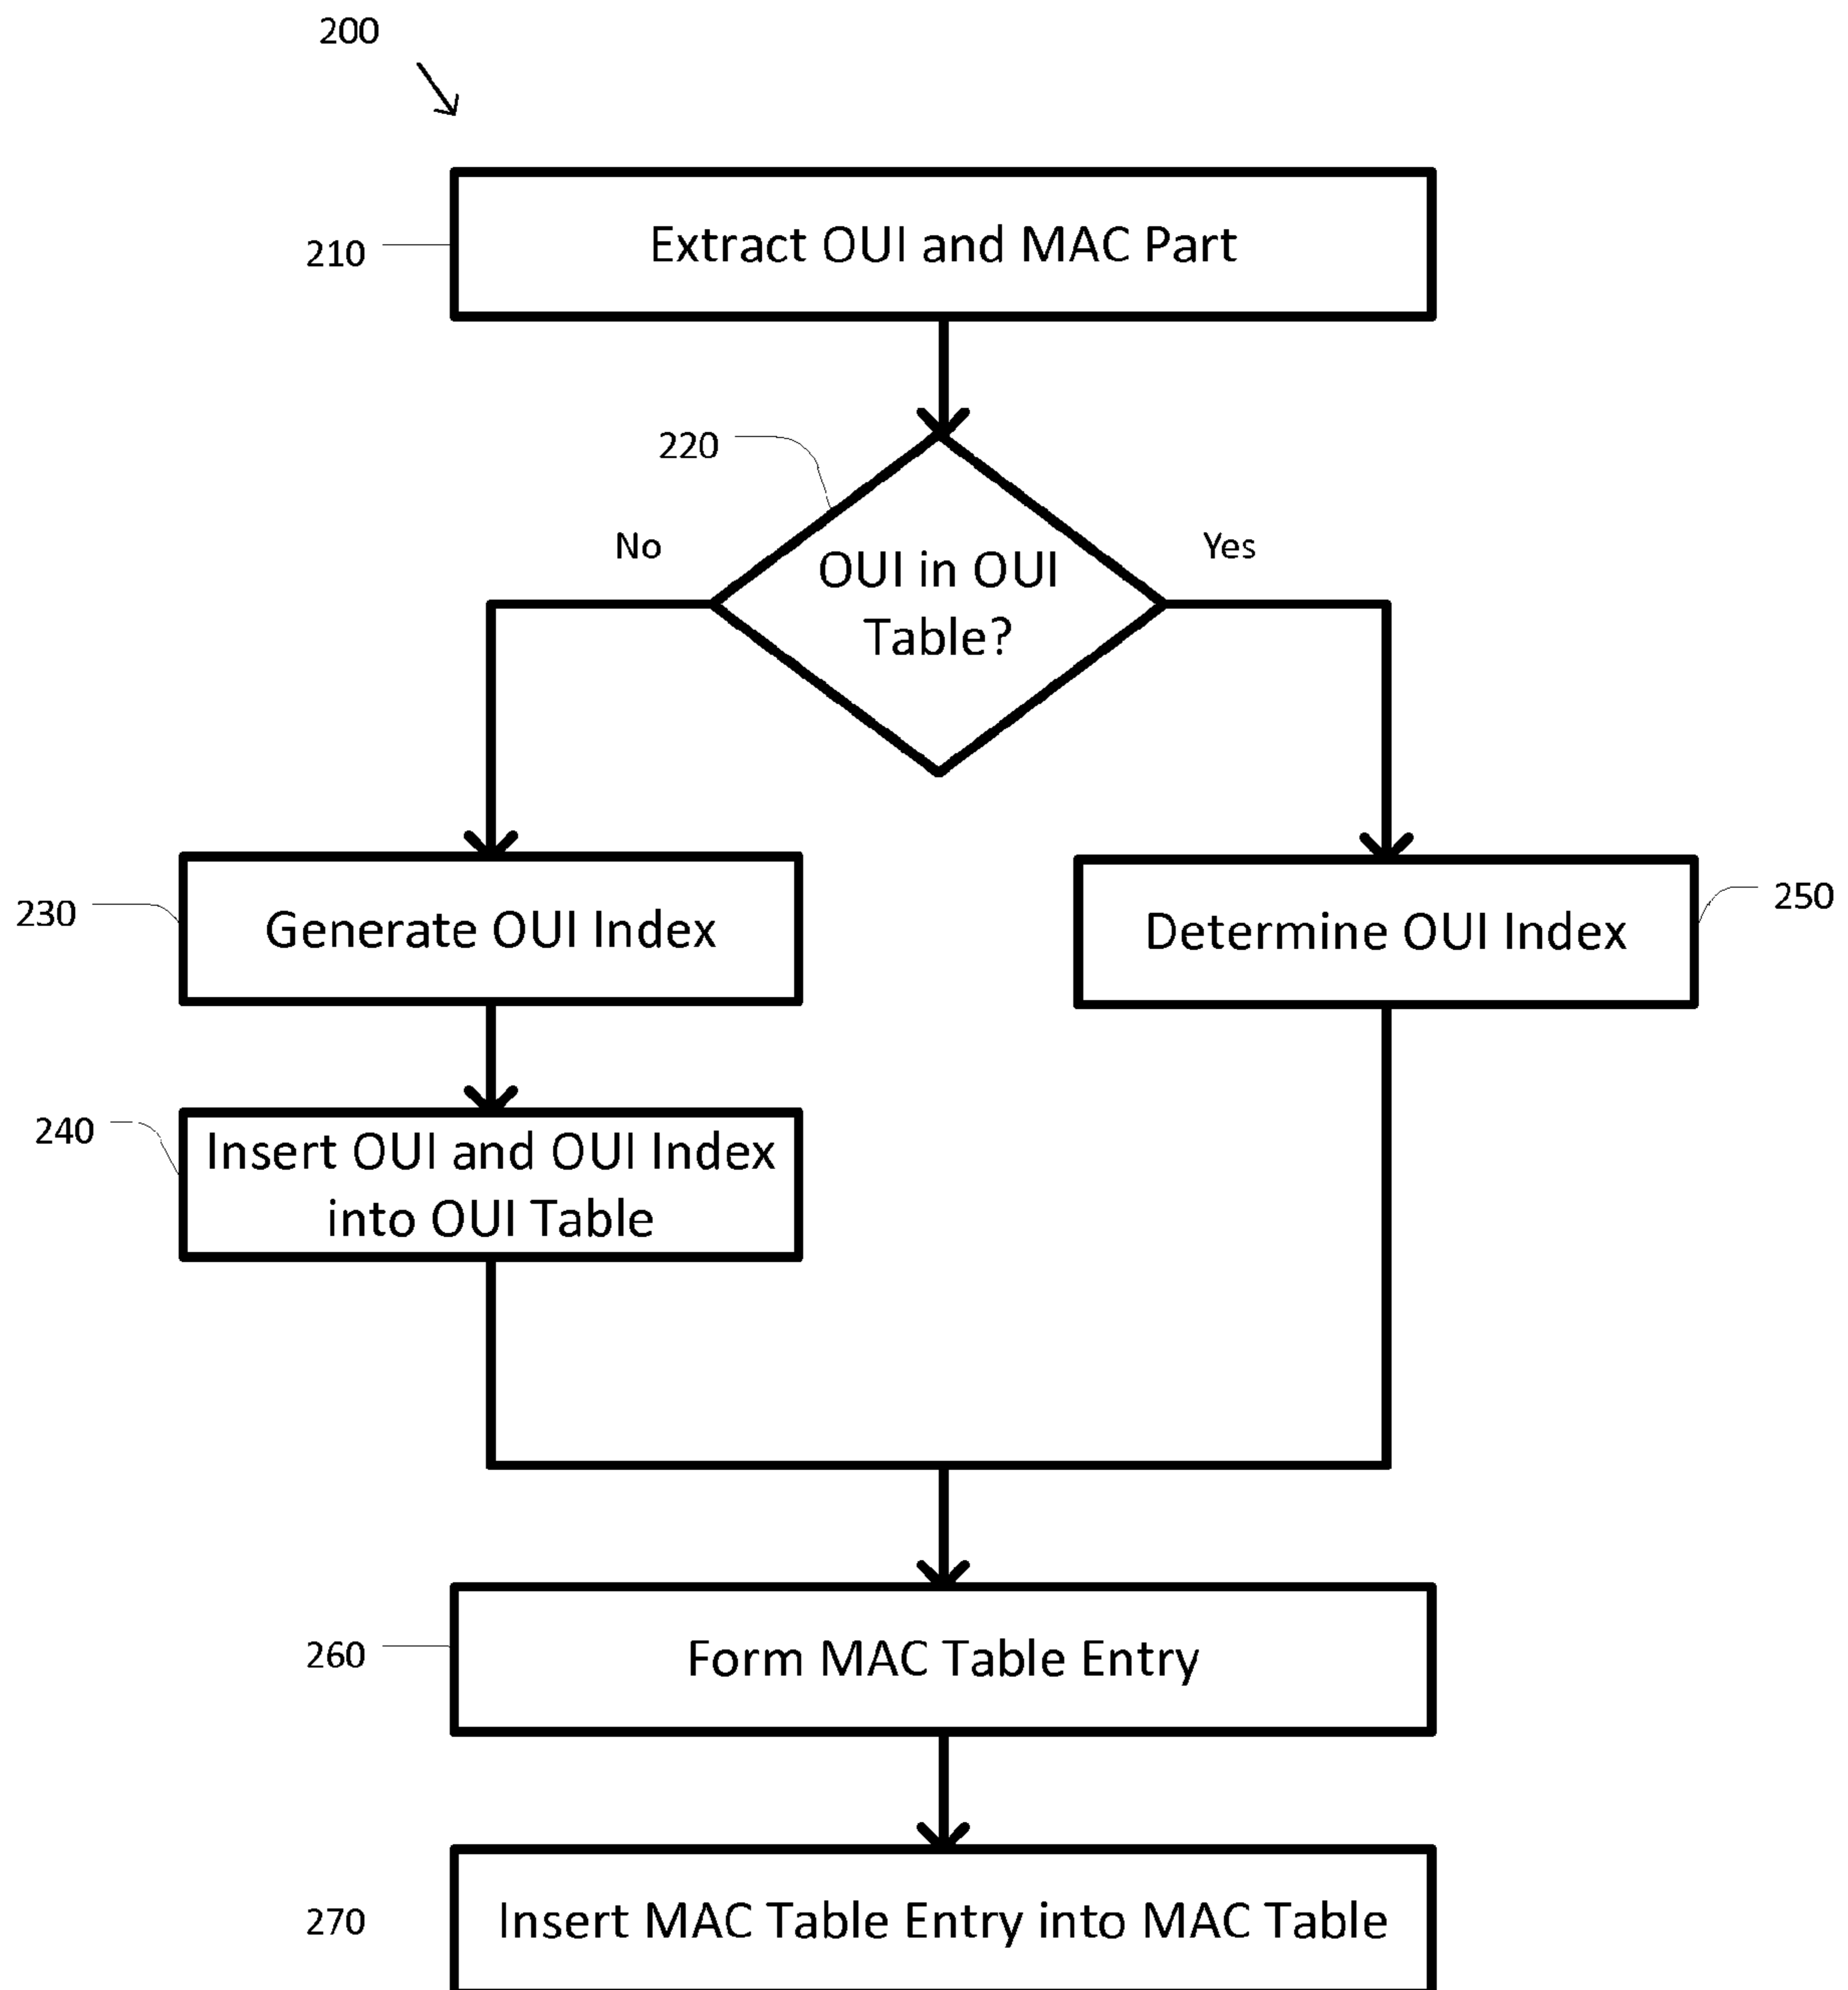 200
210
Extract OUI and MAC Part
220
No
Yes
OUI in OUI
Table?
230
Generate OUI Index
Determine OUI Index
250
240
Insert OUI and OUI Index
into OUI Table
260
Form MAC Table Entry
270
Insert MAC Table Entry into MAC Table